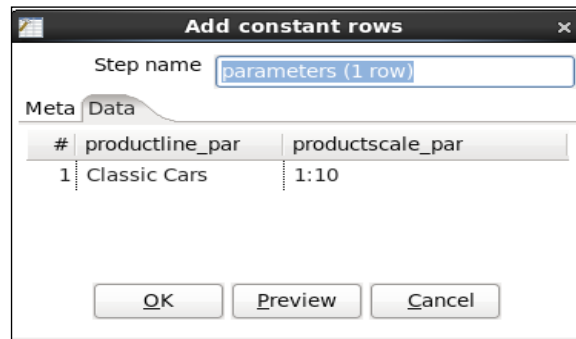 Add constant rows ×
Step name parameters (1 row)
Meta Data
# productline_par productscale_par
1 Classic Cars 1:10
OK Preview Cancel